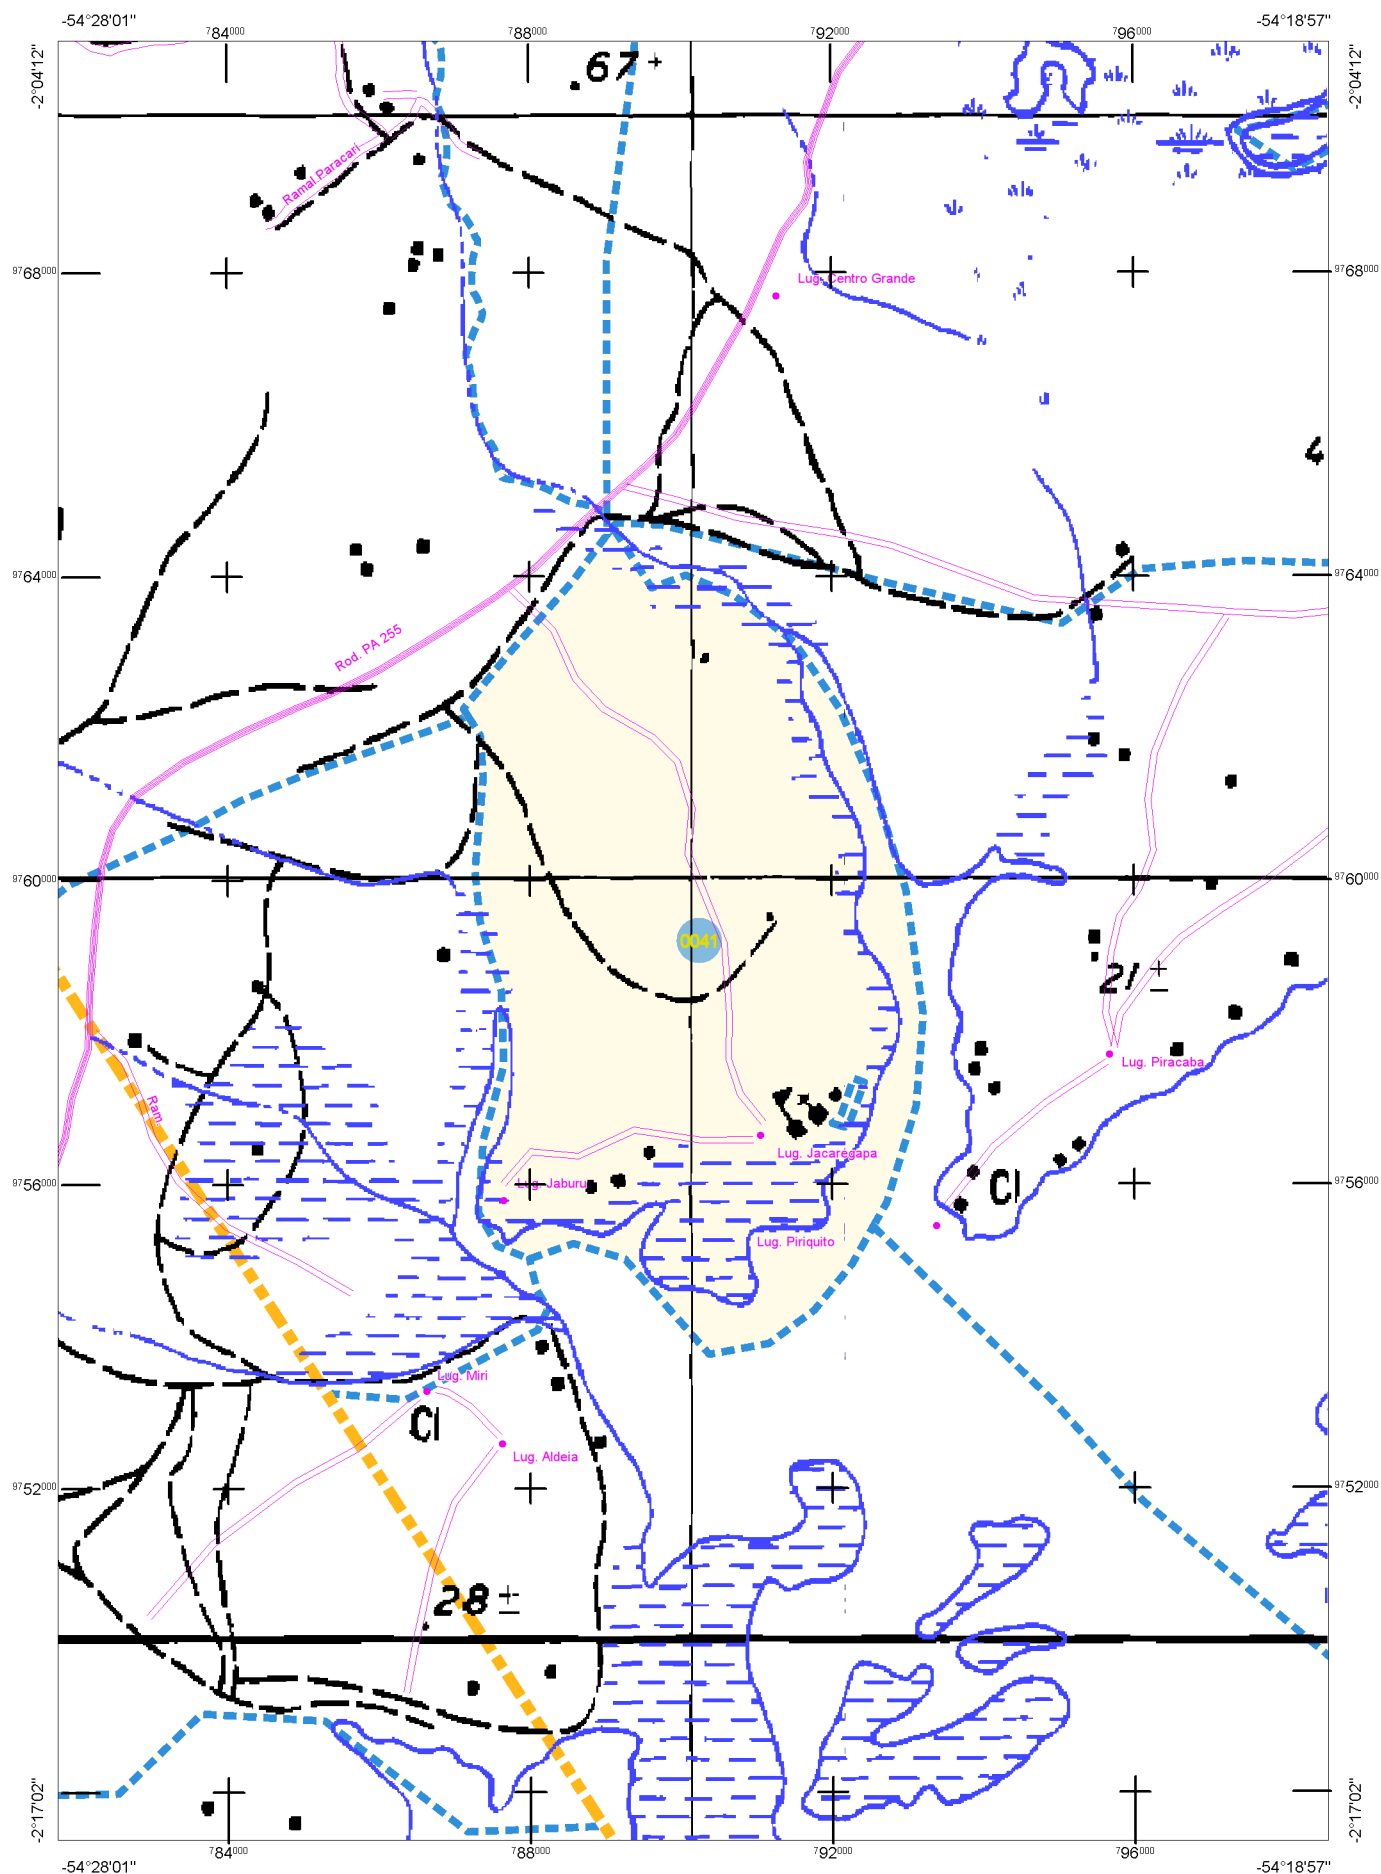 -54°28'01"
784000
788000
792000
796000
-54°18'57"
-2°04'12"
-2°04'12"
67 +
Ramal Paracari
9768000
Lug. Centro Grande
9768000
4
9764000
9764000
Rod. PA 255
9760000
9760000
0041
21 ±
Lug. Piracaba
Ram.
Lug. Jacarégapa
9756000
Lug. Jaburu
CI
9756000
Lug. Piriquito
Lug. Miri
CI
Lug. Aldeia
9752000
9752000
28 ±
-2°17'02"
-2°17'02"
-54°28'01"
784000
788000
792000
796000
-54°18'57"